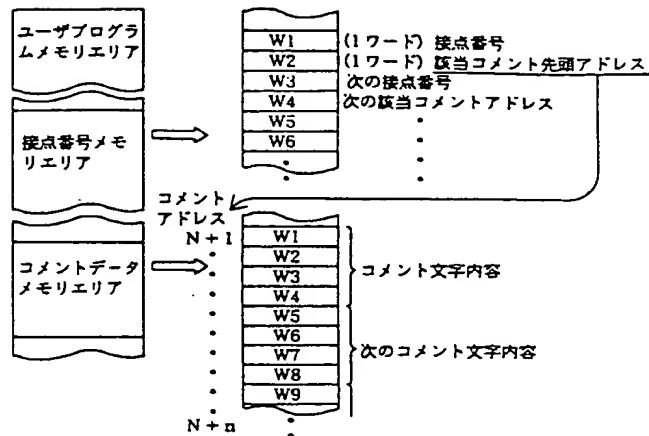 ユーザプログラ
ムメモリエリア
接点番号メモ
リエリア
コメントデータ
メモリエリア
W1
(1ワード) 接点番号
W2
(1ワード) 該当コメント先頭アドレス
W3
次の接点番号
W4
次の該当コメントアドレス
W5
W6
コメント
アドレス
N+1
W1
W2
W3
W4
コメント文字内容
W5
W6
W7
W8
次のコメント文字内容
W9
N+n